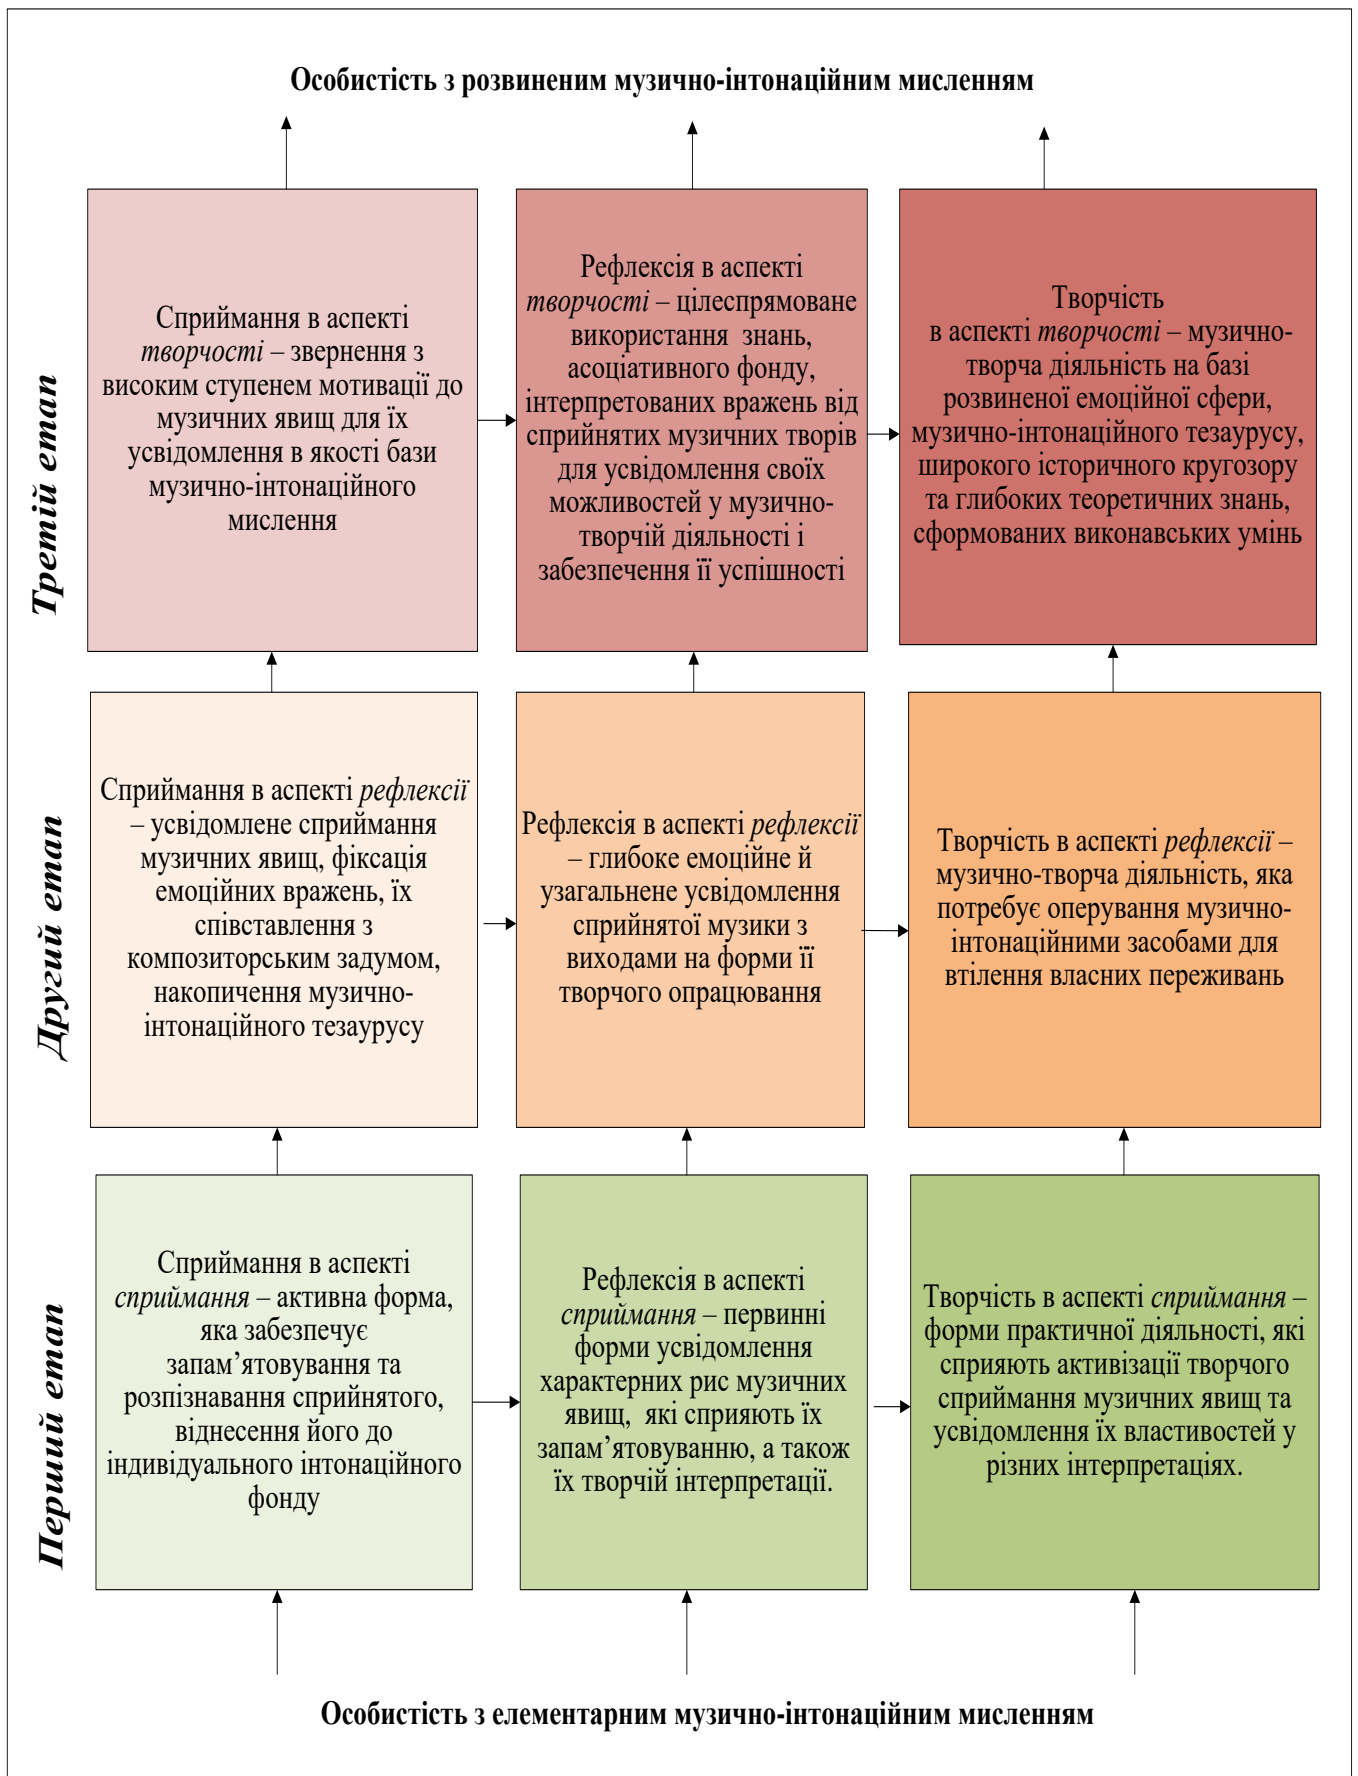 Особистість з розвиненим музично-інтонаційним мисленням
Третій етап
Сприймання в аспекті
творчості – звернення з
високим ступенем мотивації до
музичних явищ для їх
усвідомлення в якості бази
музично-інтонаційного
мислення
Рефлексія в аспекті
творчості – цілеспрямоване
використання знань,
асоціативного фонду,
інтерпретованих вражень від
сприйнятих музичних творів
для усвідомлення своїх
можливостей у музично-
творчій діяльності і
забезпечення її успішності
Творчість
в аспекті творчості – музично-
творча діяльність на базі
розвиненої емоційної сфери,
музично-інтонаційного тезаурусу,
широкого історичного кругозору
та глибоких теоретичних знань,
сформованих виконавських умінь
Другий етап
Сприймання в аспекті рефлексії
– усвідомлене сприймання
музичних явищ, фіксація
емоційних вражень, їх
співставлення з
композиторським задумом,
накопичення музично-
інтонаційного тезаурусу
Рефлексія в аспекті рефлексії
– глибоке емоційне й
узагальнене усвідомлення
сприйнятої музики з
виходами на форми її
творчого опрацювання
Творчість в аспекті рефлексії –
музично-творча діяльність, яка
потребує оперування музично-
інтонаційними засобами для
втілення власних переживань
Перший етап
Сприймання в аспекті
сприймання – активна форма,
яка забезпечує
запам’ятовування та
розпізнавання сприйнятого,
віднесення його до
індивідуального інтонаційного
фонду
Рефлексія в аспекті
сприймання – первинні
форми усвідомлення
характерних рис музичних
явищ, які сприяють їх
запам’ятовуванню, а також
їх творчій інтерпретації.
Творчість в аспекті сприймання –
форми практичної діяльності, які
сприяють активізації творчого
сприймання музичних явищ та
усвідомлення їх властивостей у
різних інтерпретаціях.
Особистість з елементарним музично-інтонаційним мисленням